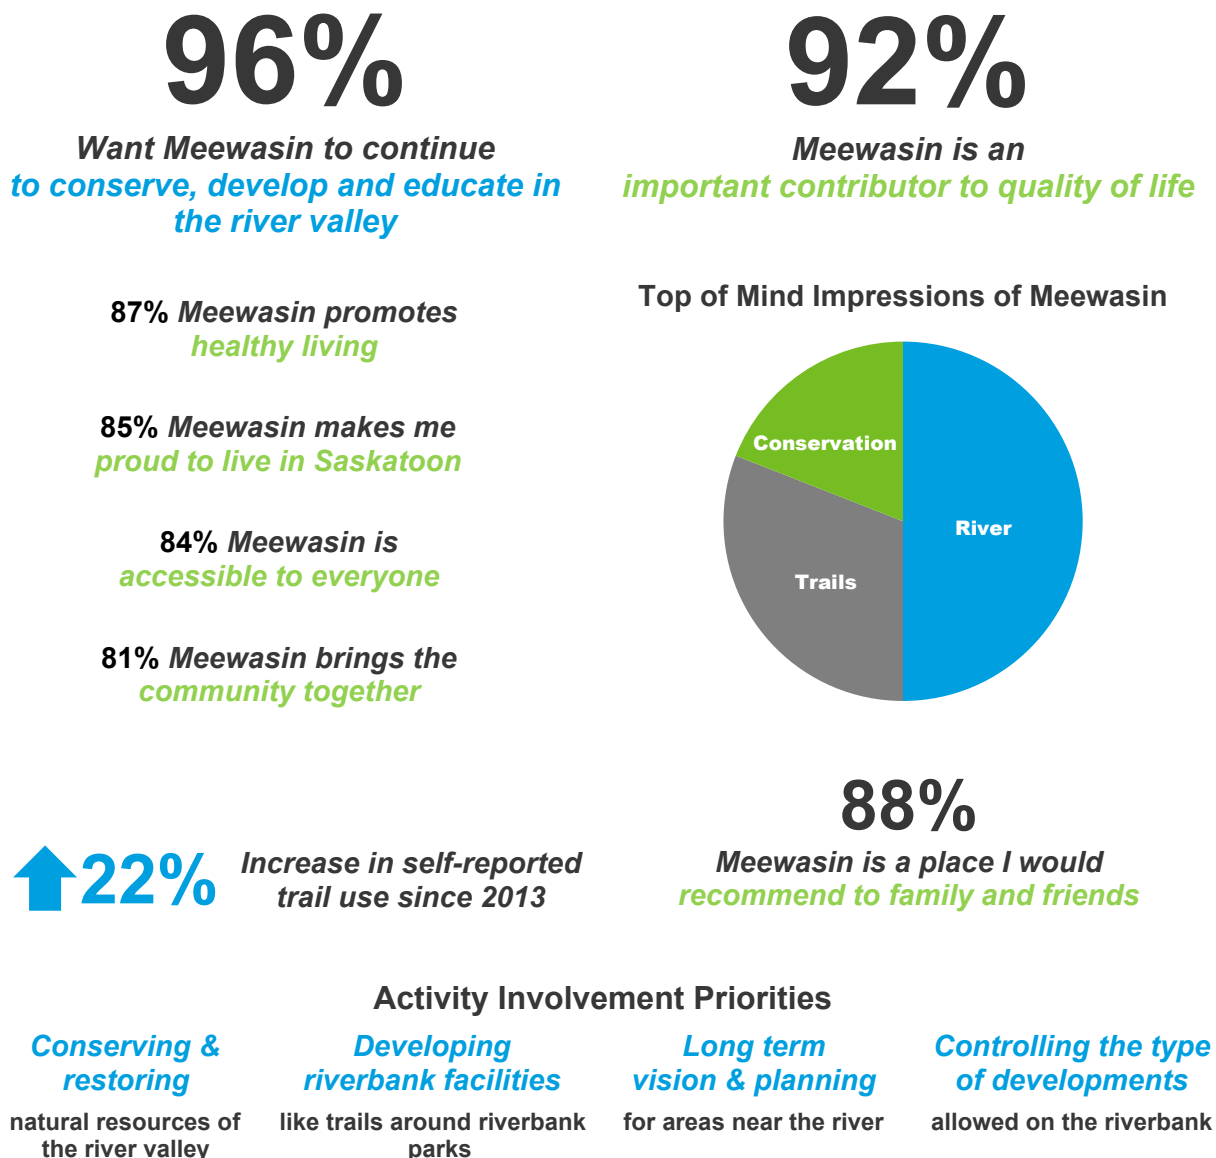 96%
Want Meewasin to continue
to conserve, develop and educate in
the river valley
92%
Meewasin is an
important contributor to quality of life
87% Meewasin promotes
healthy living
85% Meewasin makes me
proud to live in Saskatoon
84% Meewasin is
accessible to everyone
81% Meewasin brings the
community together
Top of Mind Impressions of Meewasin
Conservation
River
Trails
22%
Increase in self-reported
trail use since 2013
88%
Meewasin is a place I would
recommend to family and friends
Activity Involvement Priorities
Conserving &
restoring
natural resources of
the river valley
Developing
riverbank facilities
like trails around riverbank
parks
Long term
vision & planning
for areas near the river
Controlling the type
of developments
allowed on the riverbank